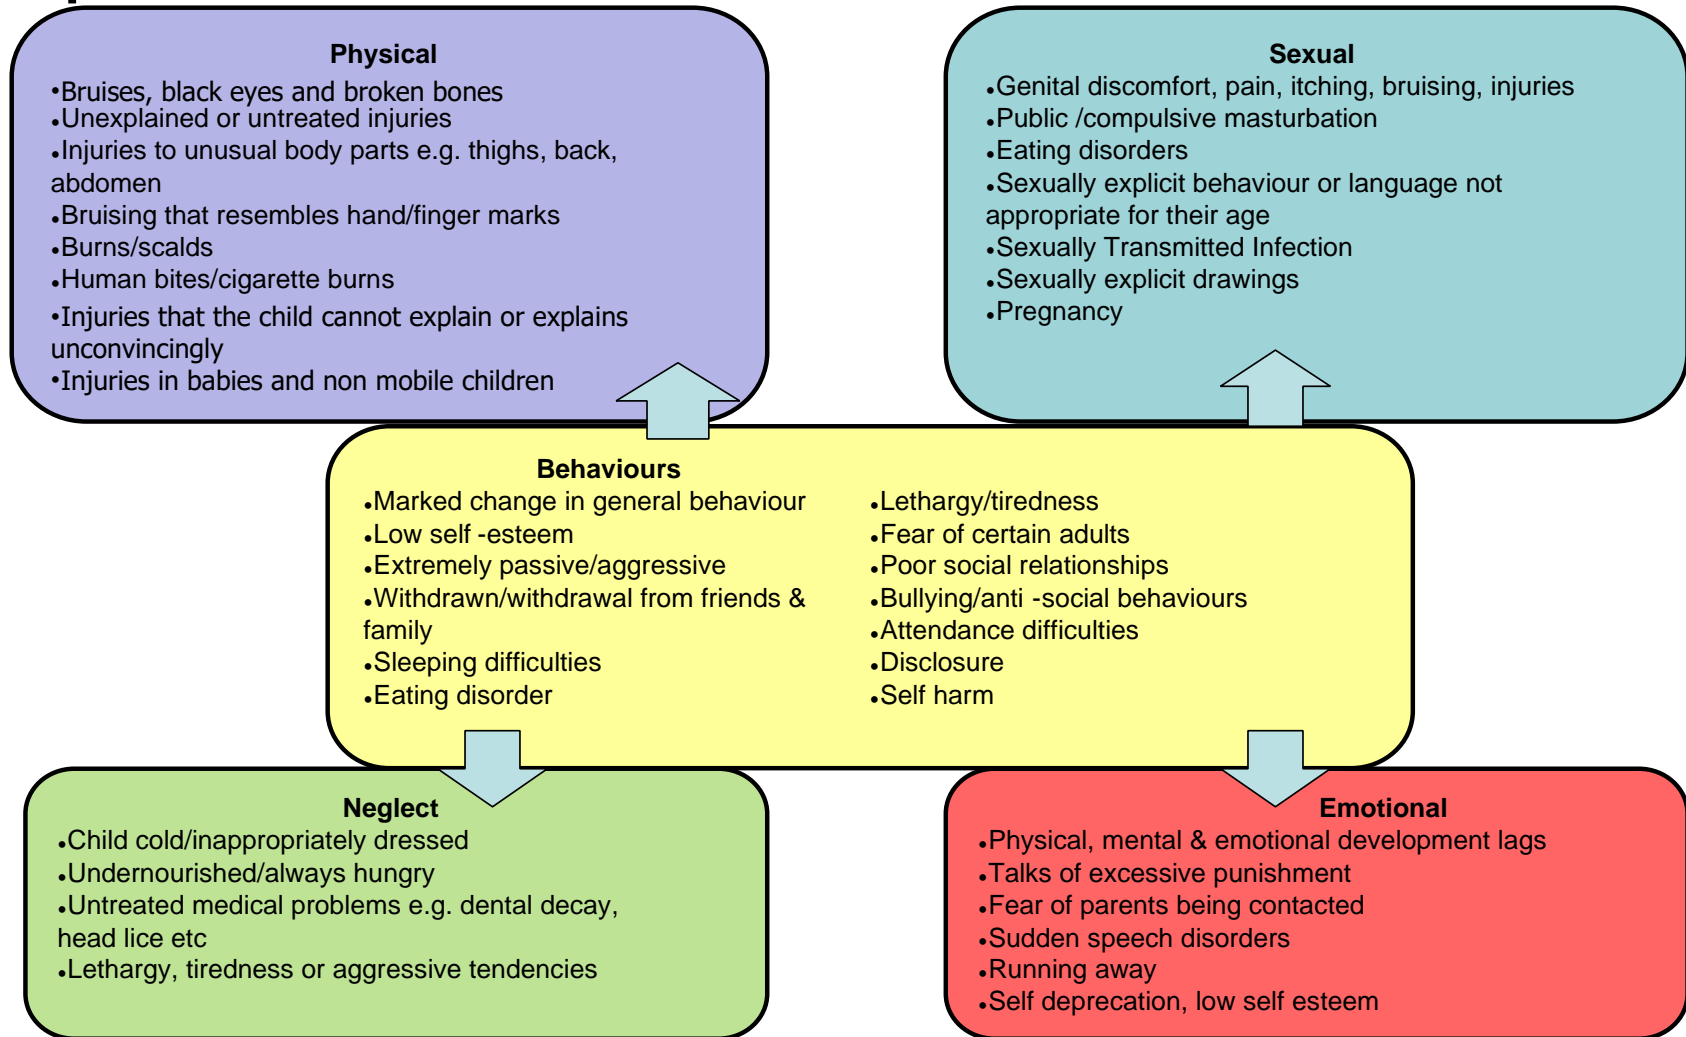 Physical
•Bruises, black eyes and broken bones
•Unexplained or untreated injuries
•Injuries to unusual body parts e.g. thighs, back,
abdomen
•Bruising that resembles hand/finger marks
•Burns/scalds
•Human bites/cigarette burns
•Injuries that the child cannot explain or explains
unconvincingly
•Injuries in babies and non mobile children
Sexual
•Genital discomfort, pain, itching, bruising, injuries
•Public /compulsive masturbation
•Eating disorders
•Sexually explicit behaviour or language not
appropriate for their age
•Sexually Transmitted Infection
•Sexually explicit drawings
•Pregnancy
Behaviours
•Marked change in general behaviour
•Low self -esteem
•Extremely passive/aggressive
•Withdrawn/withdrawal from friends &
family
•Sleeping difficulties
•Eating disorder
•Lethargy/tiredness
•Fear of certain adults
•Poor social relationships
•Bullying/anti -social behaviours
•Attendance difficulties
•Disclosure
•Self harm
Neglect
•Child cold/inappropriately dressed
•Undernourished/always hungry
•Untreated medical problems e.g. dental decay,
head lice etc
•Lethargy, tiredness or aggressive tendencies
Emotional
•Physical, mental & emotional development lags
•Talks of excessive punishment
•Fear of parents being contacted
•Sudden speech disorders
•Running away
•Self deprecation, low self esteem